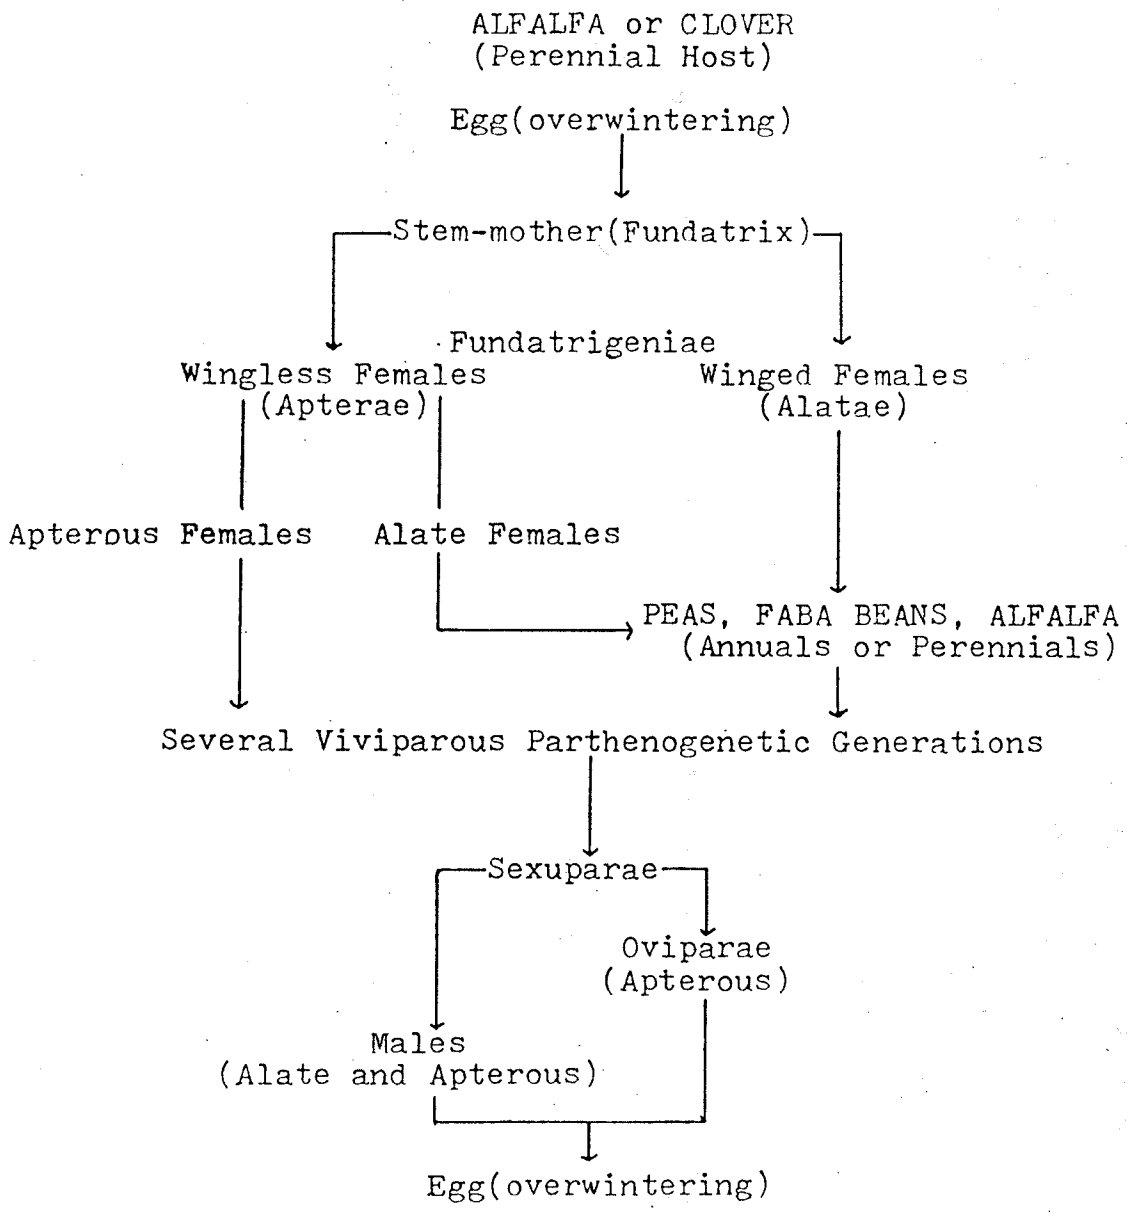 ALFALFA or CLOVER
(Perennial Host)
Egg(overwintering)
Stem-mother(Fundatrix)
Fundatrigeniae
Wingless Females
(Apterae)
Winged Females
(Alatae)
Apterous Females
Alate Females
PEAS, FABA BEANS, ALFALFA
(Annuals or Perennials)
Several Viviparous Parthenogenetic Generations
Sexuparae
Oviparae
(Apterous)
Males
(Alate and Apterous)
Egg(overwintering)